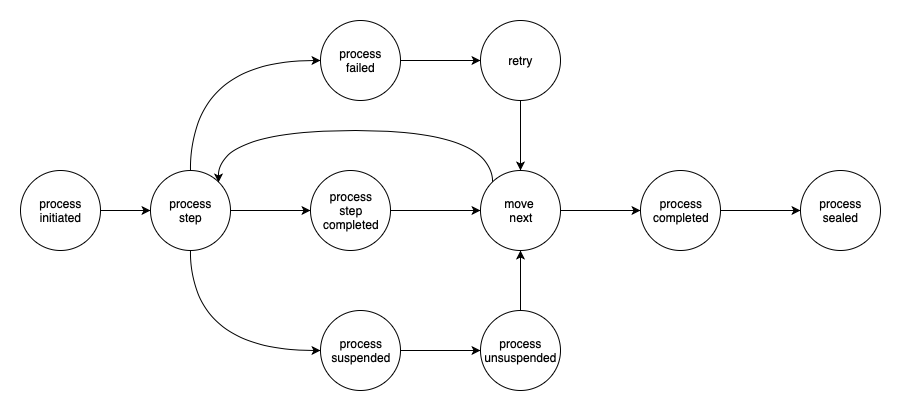 process
failed
retry
process
initiated
process
step
process
step
completed
move
next
process
completed
process
sealed
process
suspended
process
unsuspended